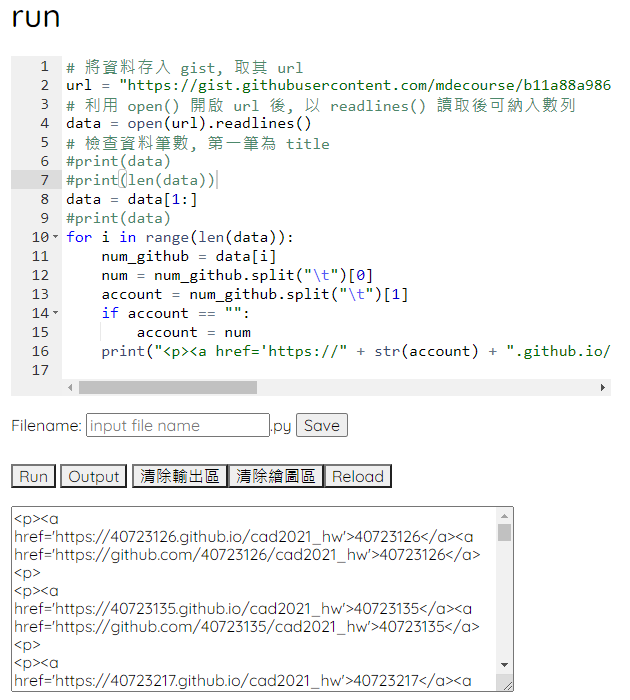 run
1 # 將資料存入 gist, 取其 url
2 url = "https://gist.githubusercontent.com/mdecourse/b11a88a986
3 # 利用 open() 開啟 url 後, 以 readlines() 讀取後可納入數列
4 data = open(url).readlines()
5 # 檢查資料筆數, 第一筆為 title
6 #print(data)
7 #print(len(data))
8 data = data[1:]
9 #print(data)
10 for i in range(len(data)):
11 num_github = data[i]
12 num = num_github.split("\t")[0]
13 account = num_github.split("\t")[1]
14 if account == "":
15 account = num
16 print("<p><a href='https://" + str(account) + ".github.io/
17
Filename: input file name .py Save
Run Output 清除輸出區 清除繪圖區 Reload
<p><a
href='https://40723126.github.io/cad2021_hw'>40723126</a><a
href='https://github.com/40723126/cad2021_hw'>40723126</a>
<p>
<p><a
href='https://40723135.github.io/cad2021_hw'>40723135</a><a
href='https://github.com/40723135/cad2021_hw'>40723135</a>
<p>
<p><a
href='https://40723217.github.io/cad2021_hw'>40723217</a><a